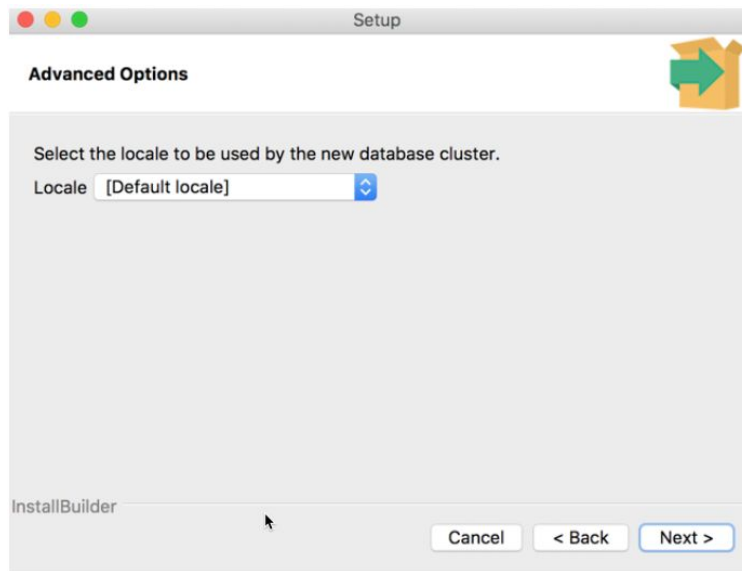 Setup
Advanced Options
Select the locale to be used by the new database cluster.
Locale [Default locale]
InstallBuilder
Cancel < Back Next >